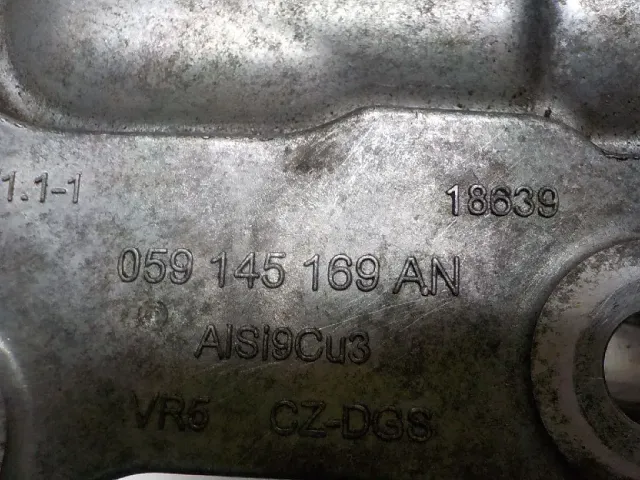 1.1-1
18639
059 145 169 AN
AlSi9Cu3
VR5 CZ-DGS